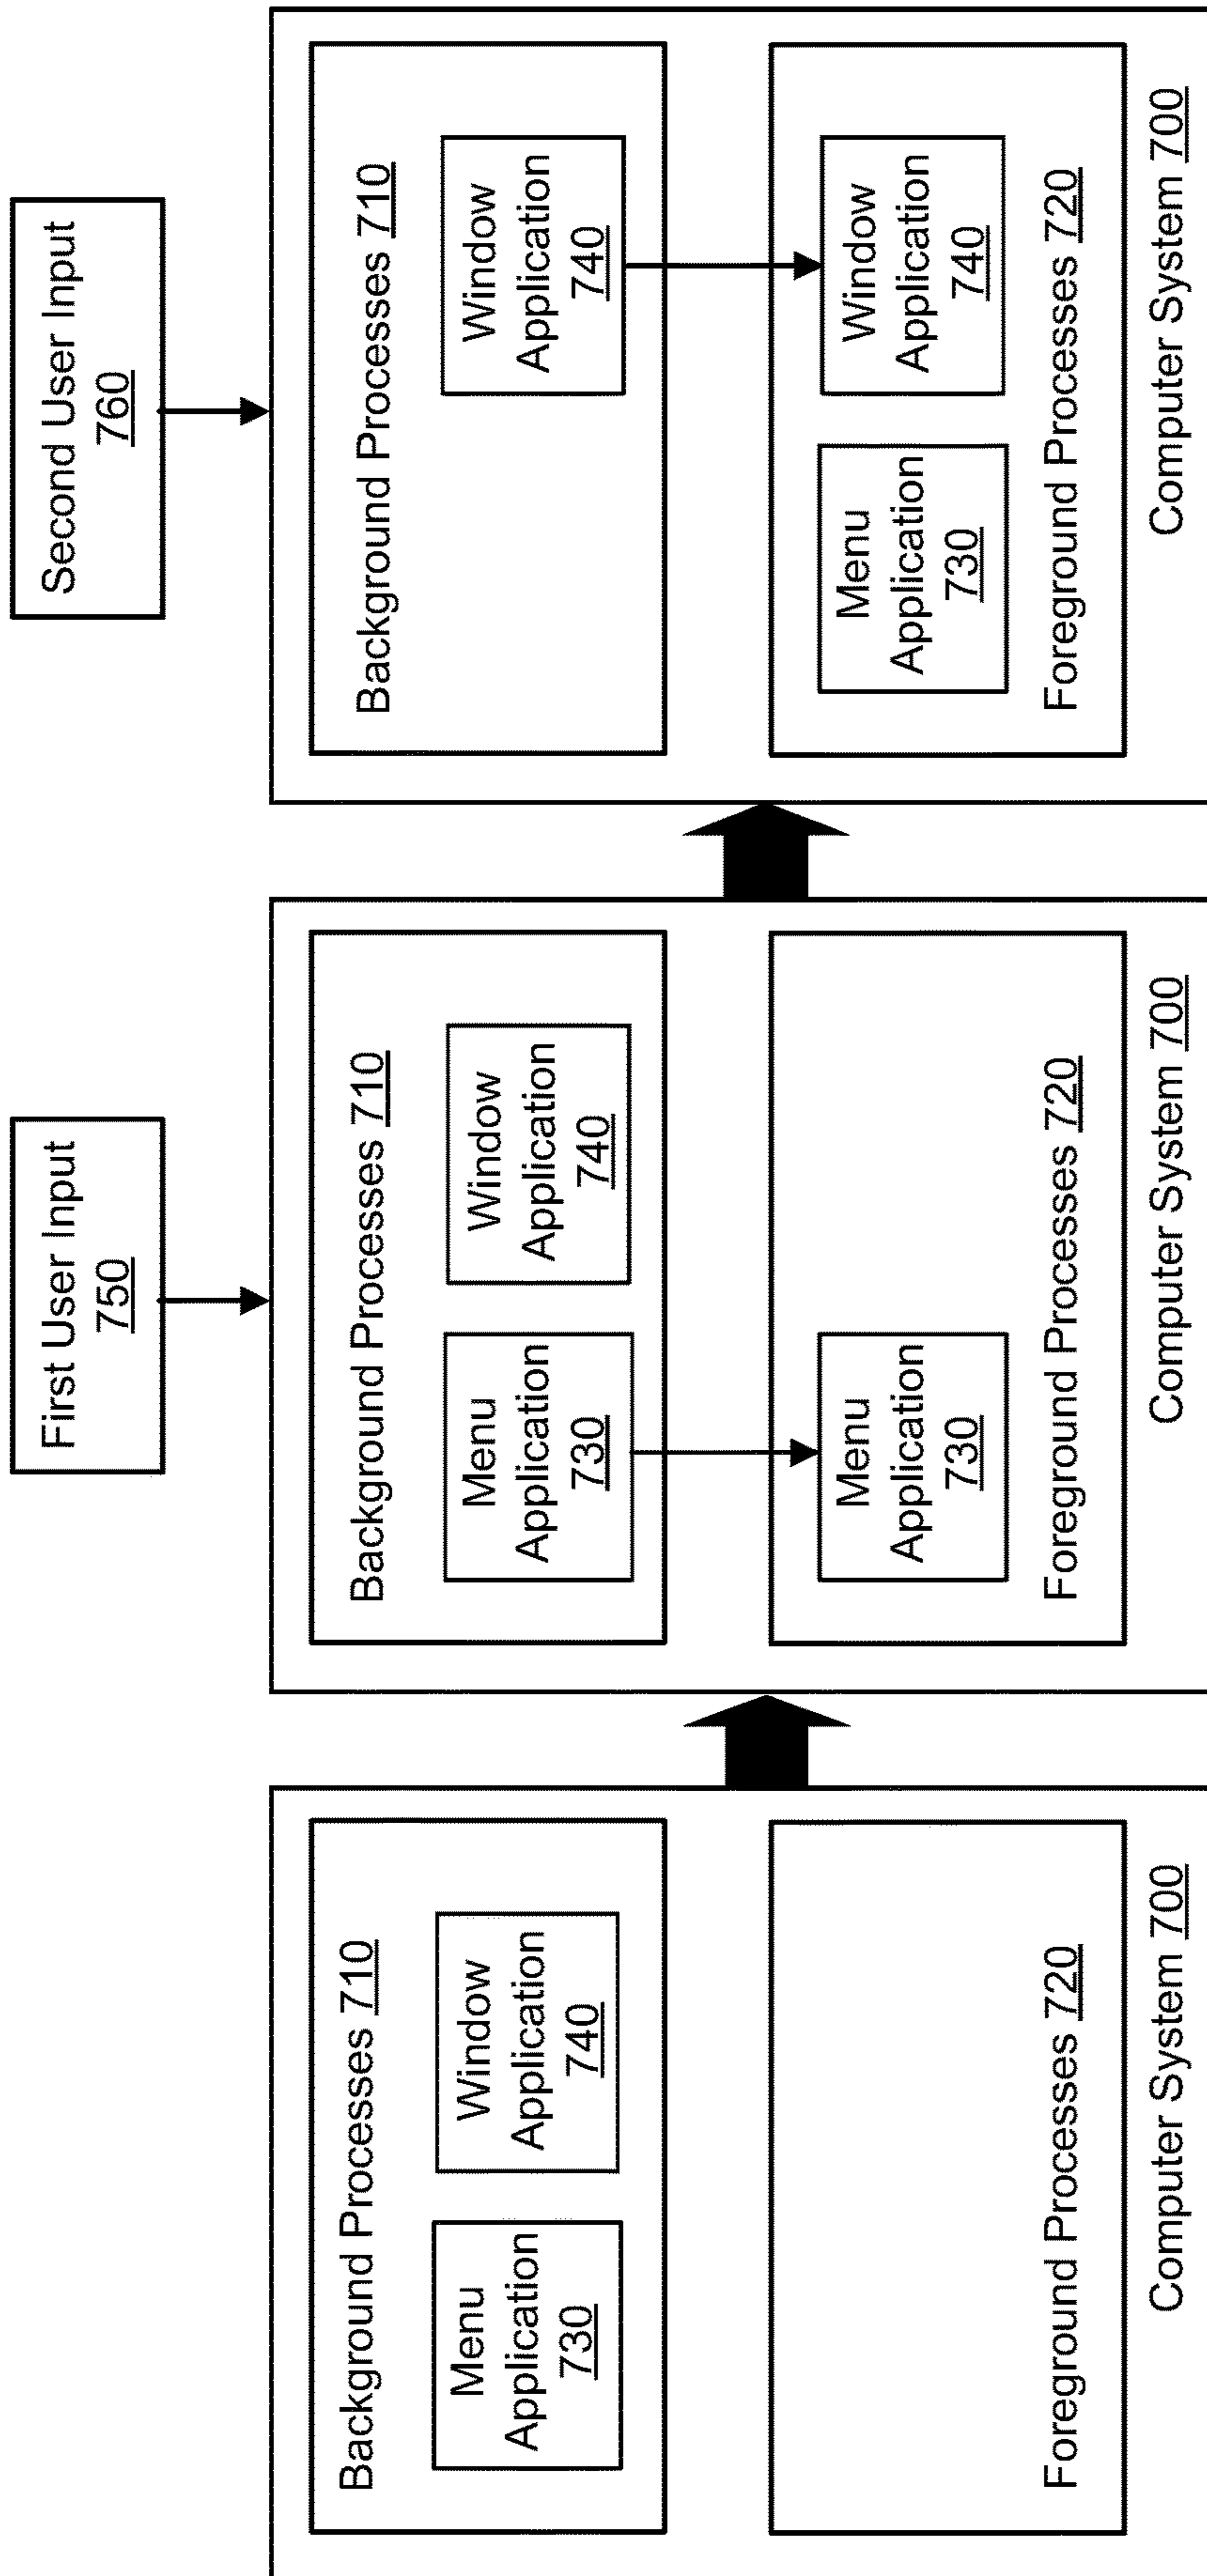 Background Processes 710
Menu
Application
730
Window
Application
740
Foreground Processes 720
Computer System 700
First User Input
750
Background Processes 710
Menu
Application
730
Window
Application
740
Menu
Application
730
Foreground Processes 720
Computer System 700
Second User Input
760
Background Processes 710
Window
Application
740
Menu
Application
730
Window
Application
740
Foreground Processes 720
Computer System 700